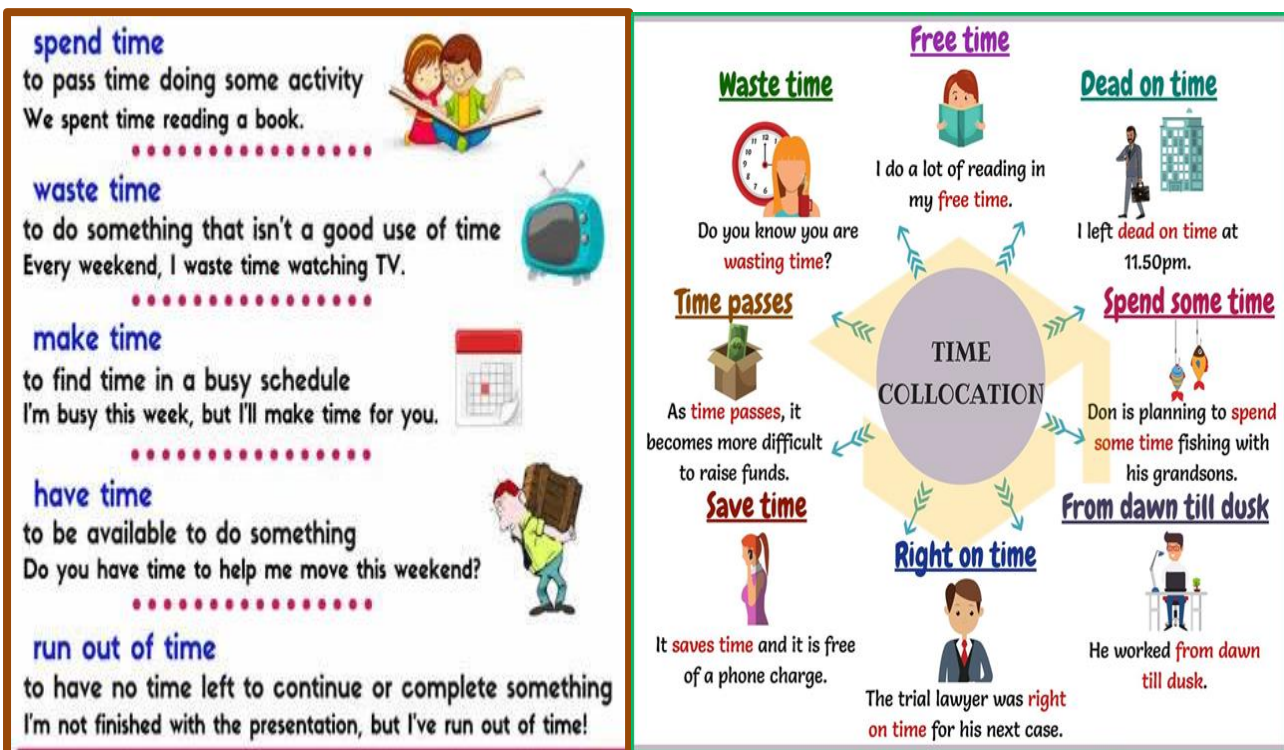 spend time
to pass time doing some activity
We spent time reading a book.
waste time
to do something that isn't a good use of time
Every weekend, I waste time watching TV.
make time
to find time in a busy schedule
I'm busy this week, but I'll make time for you.
have time
to be available to do something
Do you have time to help me move this weekend?
run out of time
to have no time left to continue or complete something
I'm not finished with the presentation, but I've run out of time!
Free time
I do a lot of reading in
my free time.
Waste time
Do you know you are
wasting time?
Dead on time
I left dead on time at
11.50pm.
Time passes
As time passes, it
becomes more difficult
to raise funds.
TIME
COLLOCATION
Spend some time
Don is planning to spend
some time fishing with
his grandsons.
Save time
It saves time and it is free
of a phone charge.
Right on time
The trial lawyer was right
on time for his next case.
From dawn till dusk
He worked from dawn
till dusk.